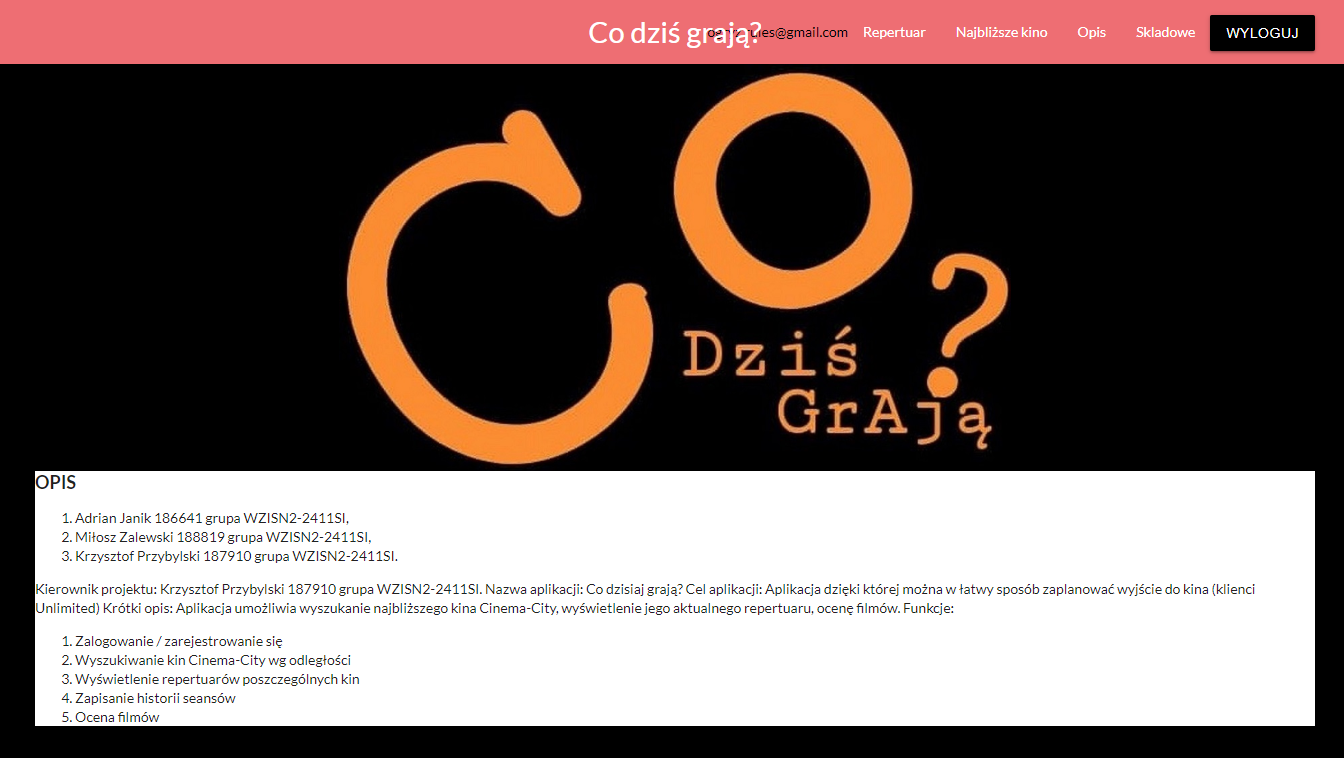 Co dziś grają?
Repertuar
Najbliższe kino
Opis
Skladowe
WYLOGUJ
CO
?
Dziś
GrAją
OPIS
1. Adrian Janik 186641 grupa WZISN2-2411SI,
2. Miłosz Zalewski 188819 grupa WZISN2-2411SI,
3. Krzysztof Przybylski 187910 grupa WZISN2-2411SI.
Kierownik projektu: Krzysztof Przybylski 187910 grupa WZISN2-2411SI. Nazwa aplikacji: Co dzisiaj grają? Cel aplikacji: Aplikacja dzięki której można w łatwy sposób zaplanować wyjście do kina (klienci
Unlimited) Krótki opis: Aplikacja umożliwia wyszukanie najbliższego kina Cinema-City, wyświetlenie jego aktualnego repertuaru, ocenę filmów. Funkcje:
1. Zalogowanie / zarejestrowanie się
2. Wyszukiwanie kin Cinema-City wg odległości
3. Wyświetlenie repertuarów poszczególnych kin
4. Zapisanie historii seansów
5. Ocena filmów